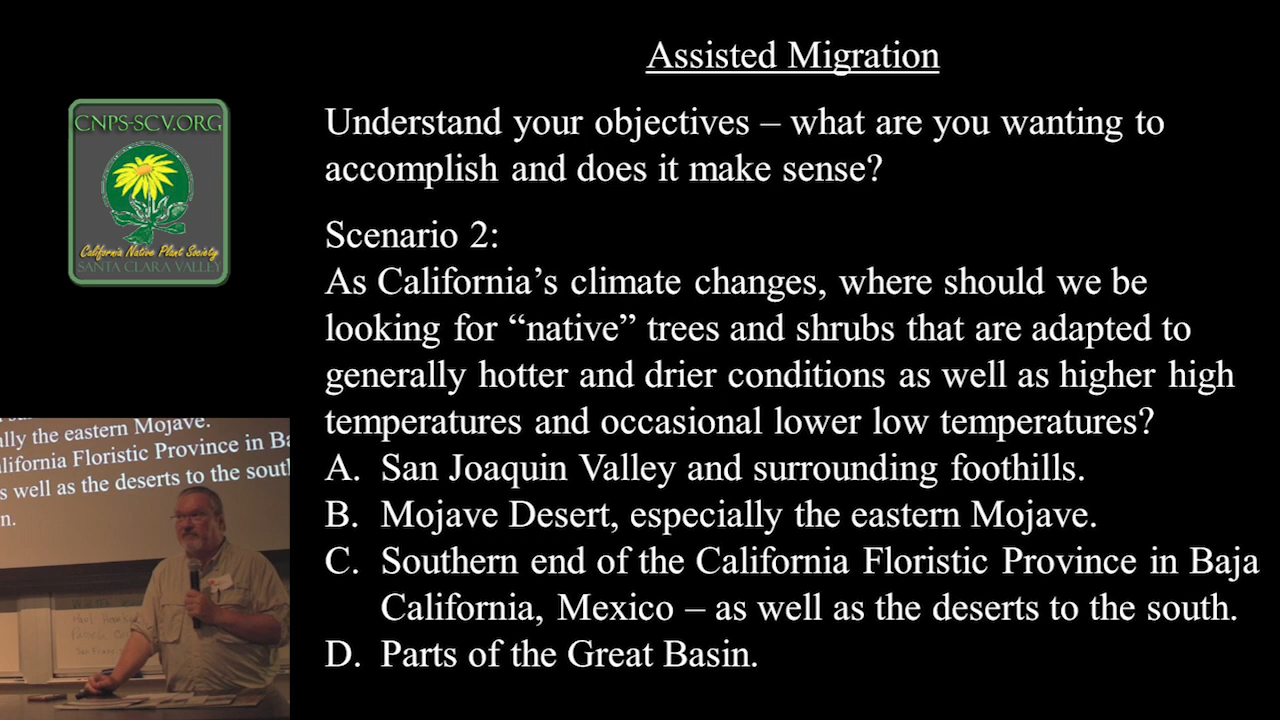 Assisted Migration
CNPS-SCV.ORG
California Native Plant Society
SANTA CLARA VALLEY
Understand your objectives – what are you wanting to
accomplish and does it make sense?
Scenario 2:
As California’s climate changes, where should we be
looking for “native” trees and shrubs that are adapted to
generally hotter and drier conditions as well as higher high
temperatures and occasional lower low temperatures?
A. San Joaquin Valley and surrounding foothills.
B. Mojave Desert, especially the eastern Mojave.
C. Southern end of the California Floristic Province in Baja
California, Mexico – as well as the deserts to the south.
D. Parts of the Great Basin.
the eastern Mojave.
Floristic Province in
as the deserts to the